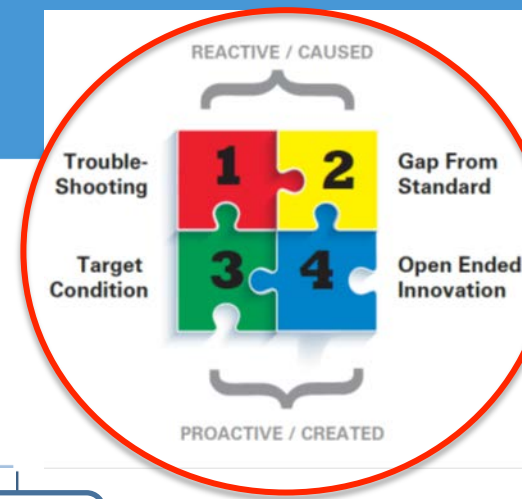 REACTIVE / CAUSED
Trouble-
Shooting
1
2
Gap From
Standard
Target
Condition
3
4
Open Ended
Innovation
PROACTIVE / CREATED